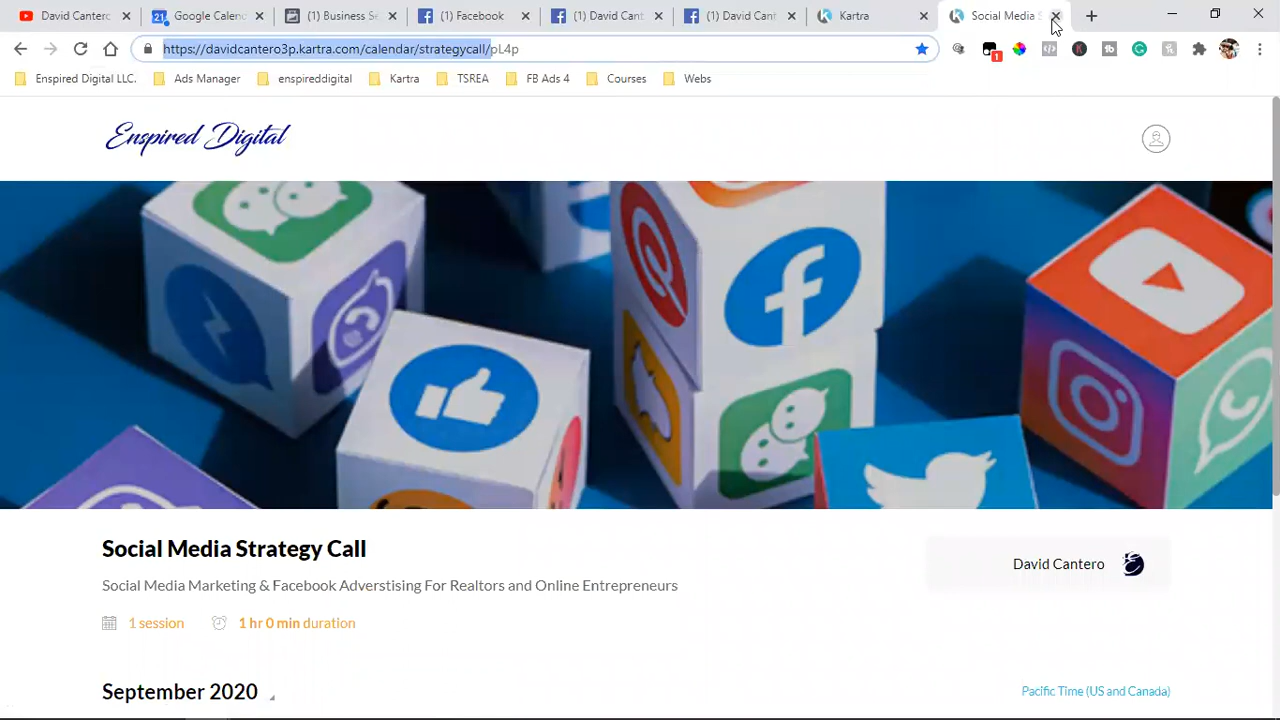 David Cantero
Google Calend
(1) Business Se
(1) Facebook
(1) David Cant
(1) David Cant
Kartra
Social Media S
https://davidcantero3p.kartra.com/calendar/strategycall/pL4p
1
Enspired Digital LLC.
Ads Manager
enspreddigital
Kartra
TSREA
FB Ads 4
Courses
Webs
Enspired Digital
Social Media Strategy Call
David Cantero
Social Media Marketing & Facebook Adverstising For Realtors and Online Entrepreneurs
1 session
1 hr 0 min duration
September 2020
Pacific Time (US and Canada)